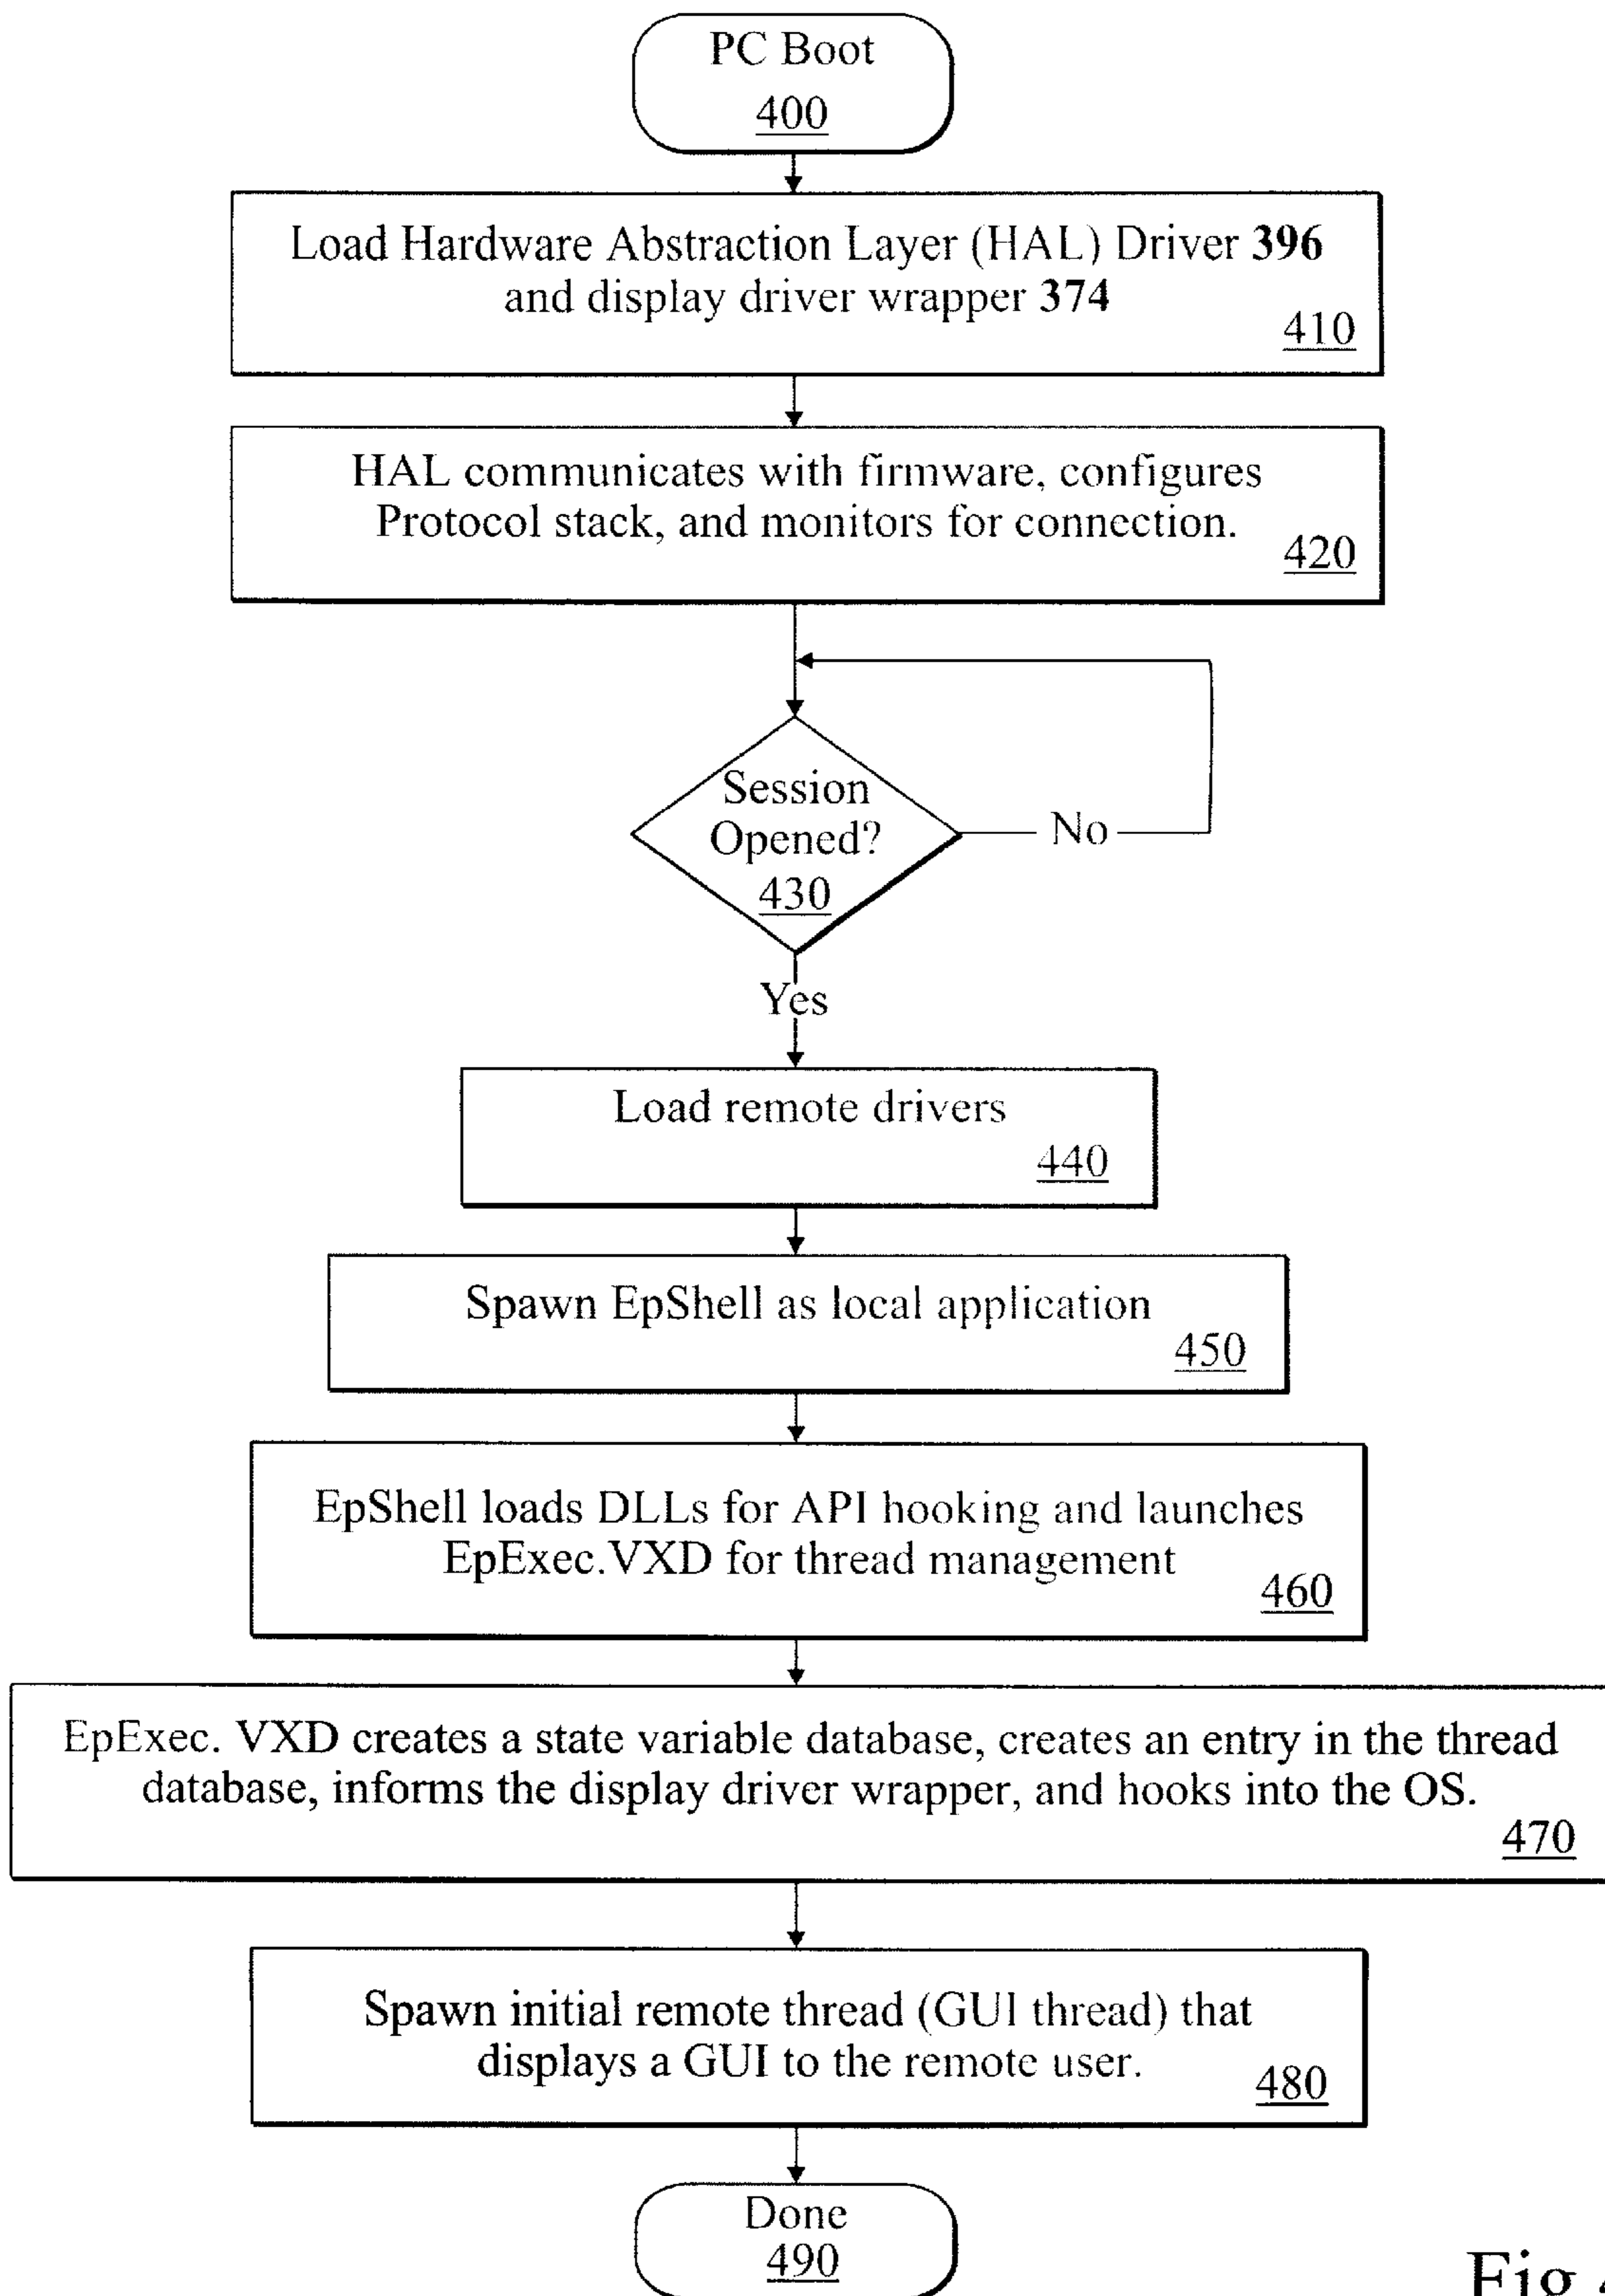 PC Boot
400
Load Hardware Abstraction Layer (HAL) Driver 396
and display driver wrapper 374
410
HAL communicates with firmware, configures
Protocol stack, and monitors for connection.
420
Session
Opened?
430
No
Yes
Load remote drivers
440
Spawn EpShell as local application
450
EpShell loads DLLs for API hooking and launches
EpExec.VXD for thread management
460
EpExec. VXD creates a state variable database, creates an entry in the thread
database, informs the display driver wrapper, and hooks into the OS.
470
Spawn initial remote thread (GUI thread) that
displays a GUI to the remote user.
480
Done
490
Fig